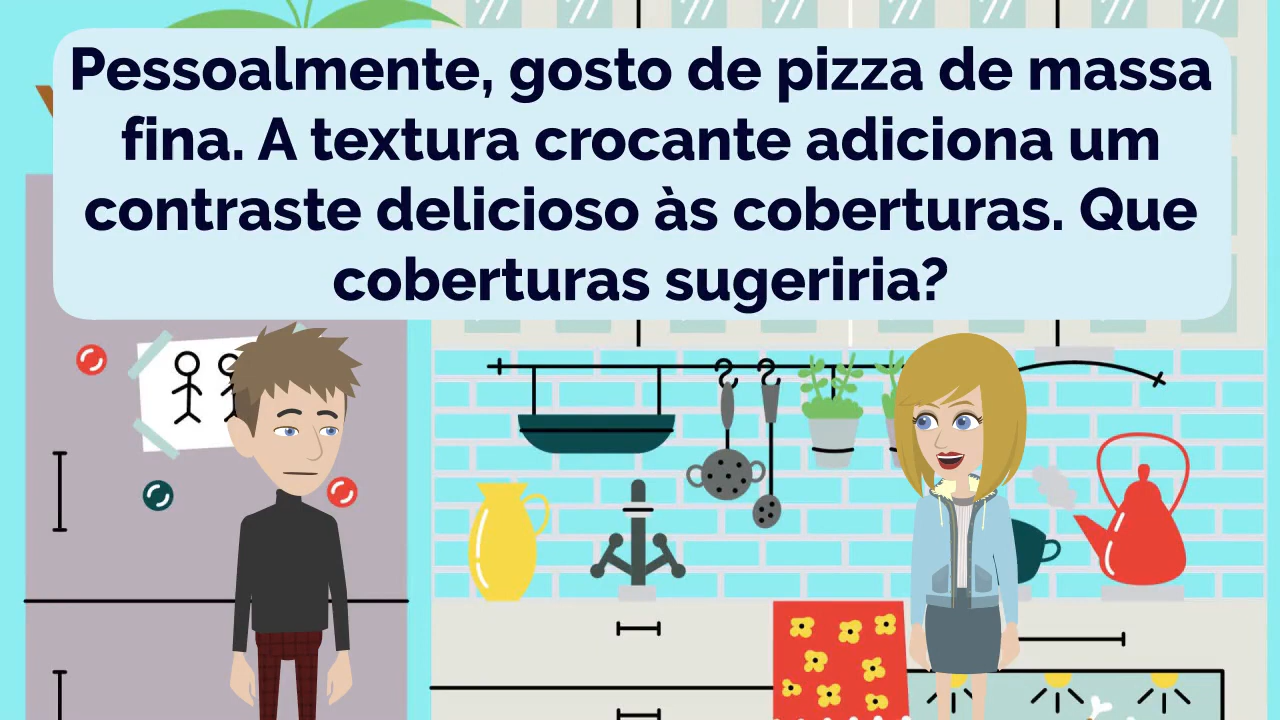 Pessoalmente, gosto de pizza de massa
fina. A textura crocante adiciona um
contraste delicioso às coberturas. Que
coberturas sugeriria?